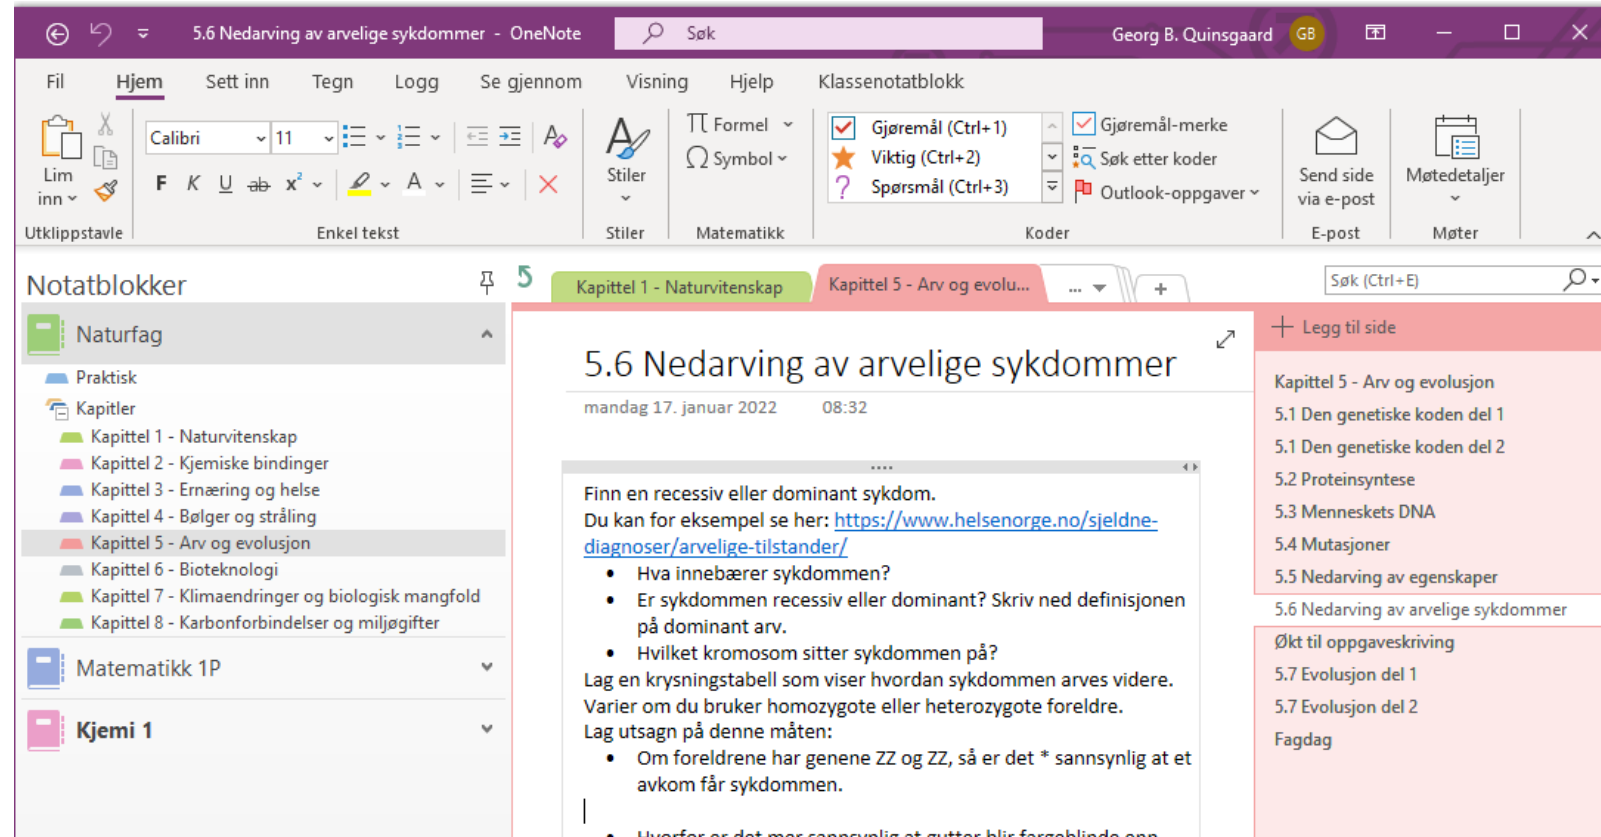 5.6 Nedarving av arvelige sykdommer - OneNote
Søk
Georg B. Quinsgaard
GB
Fil Hjem Sett inn Tegn Logg Se gjennom Visning Hjelp Klassenotatblokk
Lim inn
Utklippstavle
Calibri 11
F K U ab x² A
Enkel tekst
Stiler
Stiler
Formel
Symbol
Matematikk
Gjøremål (Ctrl+1)
Viktig (Ctrl+2)
Spørsmål (Ctrl+3)
Gjøremål-merke
Søk etter koder
Outlook-oppgaver
Koder
Send side
via e-post
E-post
Møtedetaljer
Møter
Notatblokker
Naturfag
Praktisk
Kapitler
Kapittel 1 - Naturvitenskap
Kapittel 2 - Kjemiske bindinger
Kapittel 3 - Ernæring og helse
Kapittel 4 - Bølger og stråling
Kapittel 5 - Arv og evolusjon
Kapittel 6 - Bioteknologi
Kapittel 7 - Klimaendringer og biologisk mangfold
Kapittel 8 - Karbonforbindelser og miljøgifter
Matematikk 1P
Kjemi 1
Kapittel 1 - Naturvitenskap
Kapittel 5 - Arv og evolu...
...
+
Søk (Ctrl+E)
5.6 Nedarving av arvelige sykdommer
mandag 17. januar 2022 08:32
Finn en recessiv eller dominant sykdom.
Du kan for eksempel se her: https://www.helsenorge.no/sjeldne-
diagnoser/arvelige-tilstander/
• Hva innebærer sykdommen?
• Er sykdommen recessiv eller dominant? Skriv ned definisjonen
på dominant arv.
• Hvilket kromosom sitter sykdommen på?
Lag en krysningstabell som viser hvordan sykdommen arves videre.
Varier om du bruker homozygote eller heterozygote foreldre.
Lag utsagn på denne måten:
• Om foreldrene har genene ZZ og ZZ, så er det * sannsynlig at et
avkom får sykdommen.
• Hvorfor er det mer sannsynlig at gutter blir fargeblinde enn
Legg til side
Kapittel 5 - Arv og evolusjon
5.1 Den genetiske koden del 1
5.1 Den genetiske koden del 2
5.2 Proteinsyntese
5.3 Menneskets DNA
5.4 Mutasjoner
5.5 Nedarving av egenskaper
5.6 Nedarving av arvelige sykdommer
Økt til oppgaveskriving
5.7 Evolusjon del 1
5.7 Evolusjon del 2
Fagdag